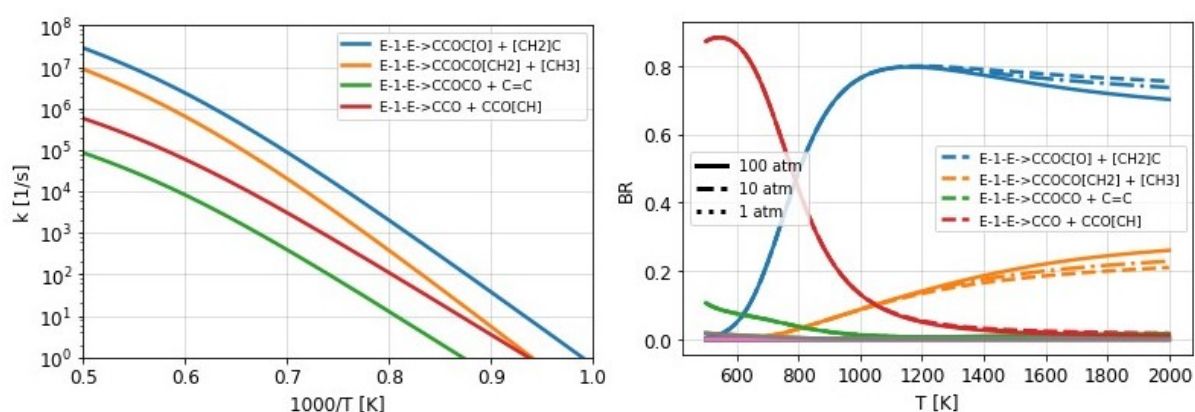 10^8
10^7
10^6
10^5
10^4
10^3
10^2
10^1
10^0
k [1/s]
E-1-E->CCOC[O] + [CH2]C
E-1-E->CCOCO[CH2] + [CH3]
E-1-E->CCOCO + C=C
E-1-E->CCO + CCO[CH]
0.5 0.6 0.7 0.8 0.9 1.0
1000/T [K]
0.8
0.6
0.4
0.2
0.0
BR
100 atm
10 atm
1 atm
E-1-E->CCOC[O] + [CH2]C
E-1-E->CCOCO[CH2] + [CH3]
E-1-E->CCOCO + C=C
E-1-E->CCO + CCO[CH]
600 800 1000 1200 1400 1600 1800 2000
T [K]